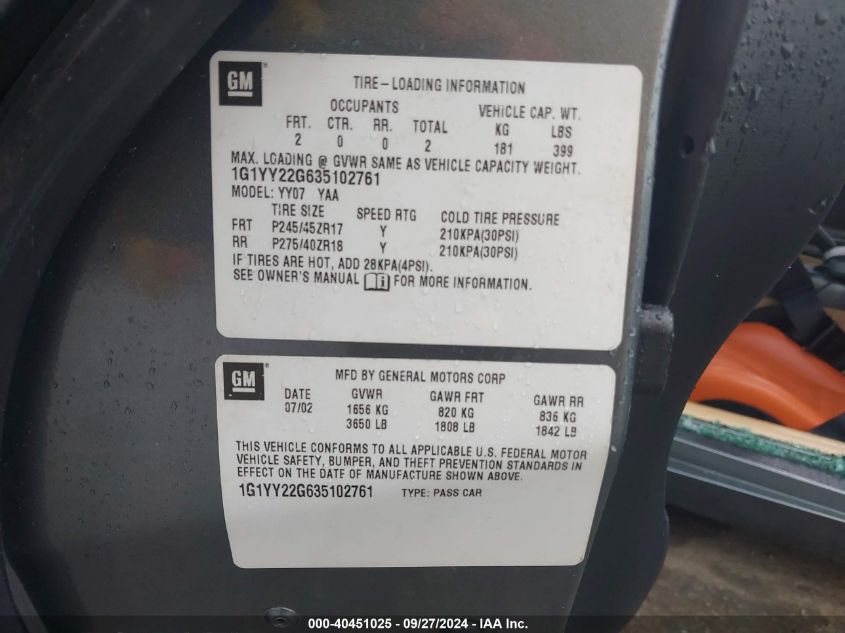 GM
TIRE-LOADING INFORMATION
OCCUPANTS VEHICLE CAP. WT.
FRT. CTR. RR. TOTAL KG LBS
2 0 0 2 181 399
MAX. LOADING @ GVWR SAME AS VEHICLE CAPACITY WEIGHT.
1G1YY22G635102761
MODEL: YY07 YAA
TIRE SIZE SPEED RTG COLD TIRE PRESSURE
FRT P245/45ZR17 Y 210KPA(30PSI)
RR P275/40ZR18 Y 210KPA(30PSI)
IF TIRES ARE HOT, ADD 28KPA(4PSI).
SEE OWNER'S MANUAL FOR MORE INFORMATION.
GM
MFD BY GENERAL MOTORS CORP
DATE GVWR GAWR FRT GAWR RR
07/02 1656 KG 820 KG 836 KG
3650 LB 1808 LB 1842 LB
THIS VEHICLE CONFORMS TO ALL APPLICABLE U.S. FEDERAL MOTOR
VEHICLE SAFETY, BUMPER, AND THEFT PREVENTION STANDARDS IN
EFFECT ON THE DATE OF MANUFACTURE SHOWN ABOVE.
1G1YY22G635102761 TYPE: PASS CAR
000-40451025 - 09/27/2024 - IAA Inc.